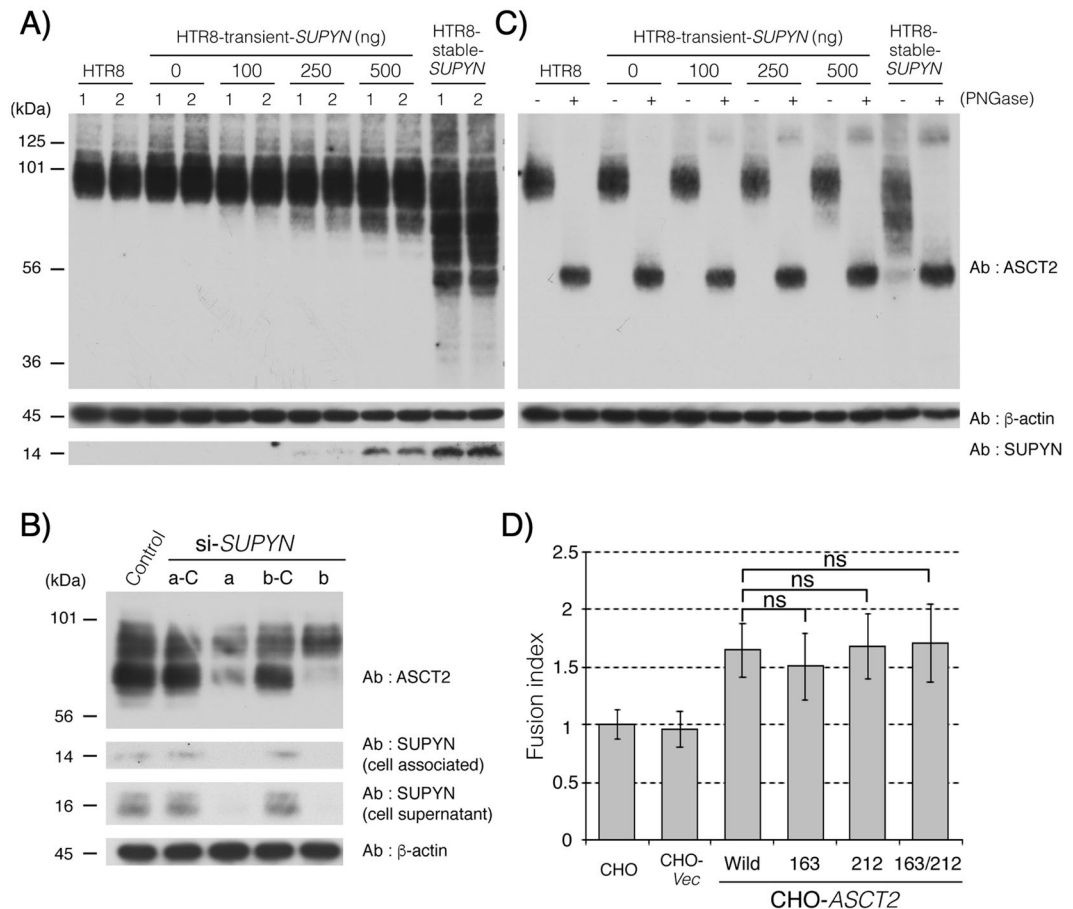 A)
HTR8-transient-SUPYN (ng)
HTR8-
stable-
SUPYN
HTR8
0
100
250
500
(kDa)
1 2 1 2 1 2 1 2 1 2 1 2
125
101
56
36
45
14
C)
HTR8-transient-SUPYN (ng)
HTR8-
stable-
SUPYN
HTR8
0
100
250
500
- + - + - + - + - + - + (PNGase)
Ab : ASCT2
Ab : β-actin
Ab : SUPYN
B)
si-SUPYN
Control
(kDa)
a-C a b-C b
101
Ab : ASCT2
56
14
Ab : SUPYN
(cell associated)
16
Ab : SUPYN
(cell supernatant)
45
Ab : β-actin
D)
Fusion index
2.5
2
1.5
1
0.5
0
ns
ns
ns
CHO
CHO-
Vec
Wild 163 212 163/212
CHO-ASCT2